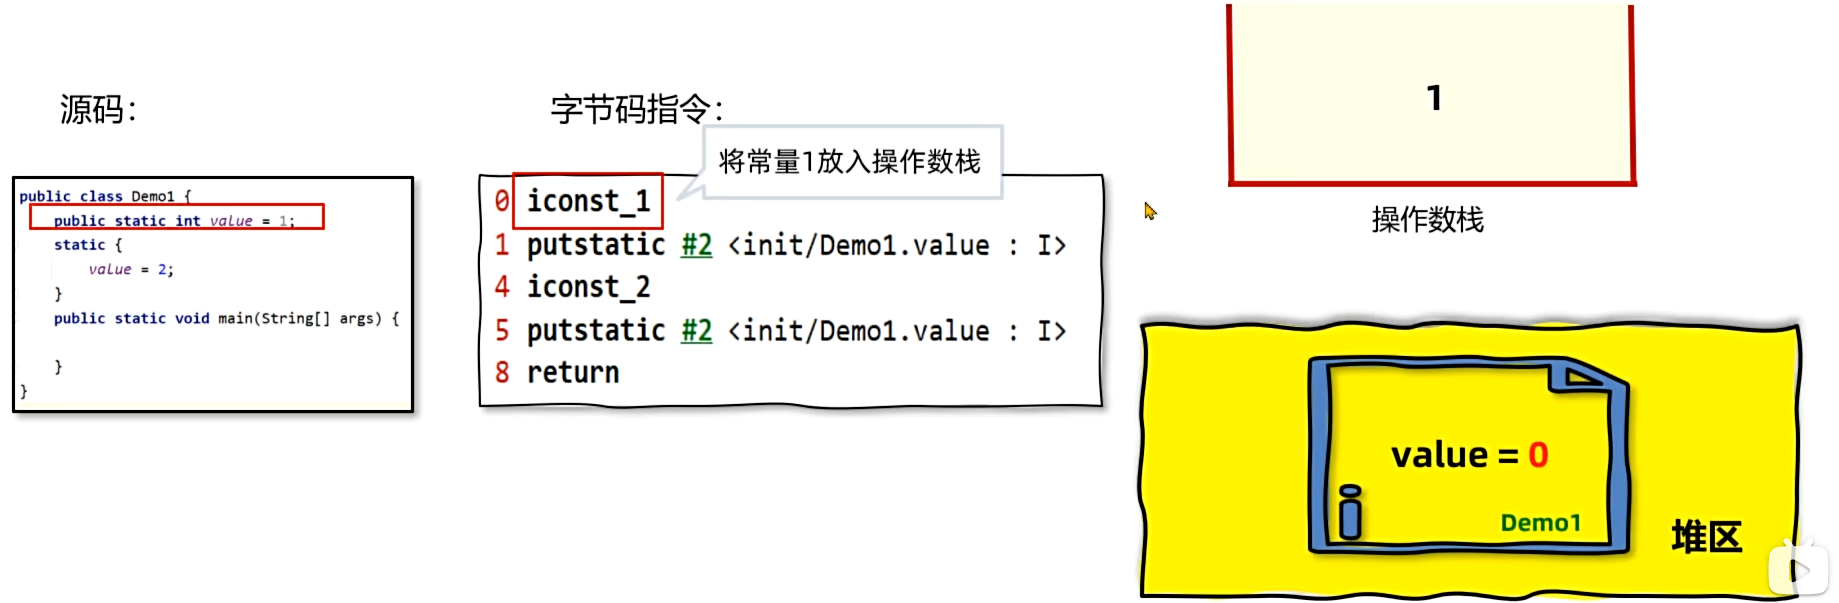 源码：
public class Demo1 {
public static int value = 1;
static {
value = 2;
}
public static void main(String[] args) {
}
}
字节码指令：
将常量1放入操作数栈
0 iconst_1
1 putstatic #2 <init/Demo1.value : I>
4 iconst_2
5 putstatic #2 <init/Demo1.value : I>
8 return
1
操作数栈
value = 0
Demo1
堆区